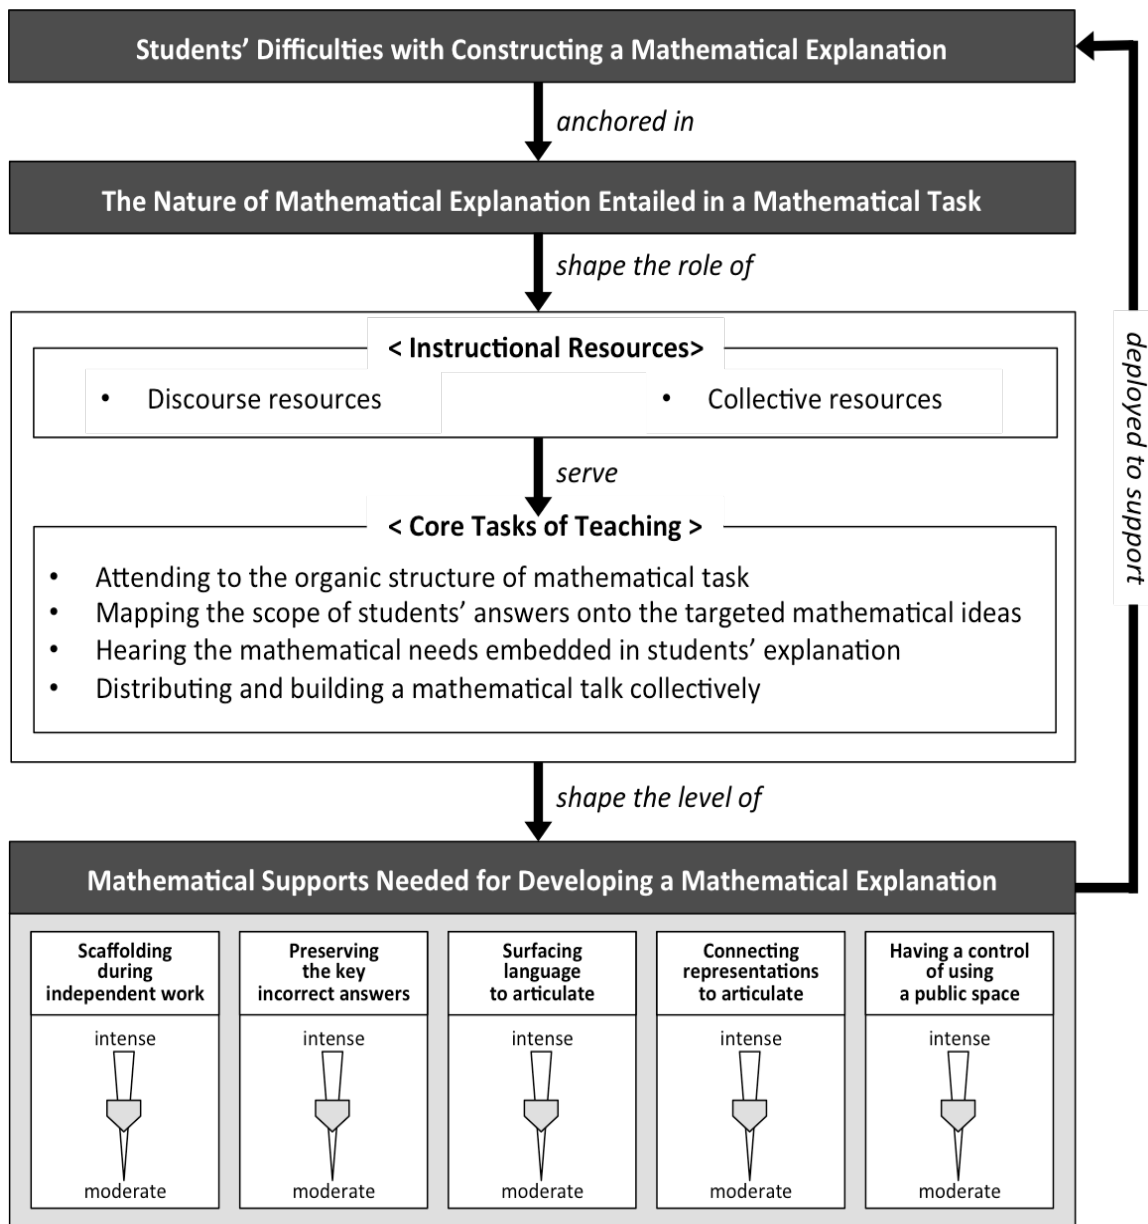 Students’ Difficulties with Constructing a Mathematical Explanation
anchored in
The Nature of Mathematical Explanation Entailed in a Mathematical Task
shape the role of
< Instructional Resources>
• Discourse resources
• Collective resources
serve
< Core Tasks of Teaching >
• Attending to the organic structure of mathematical task
• Mapping the scope of students’ answers onto the targeted mathematical ideas
• Hearing the mathematical needs embedded in students’ explanation
• Distributing and building a mathematical talk collectively
shape the level of
deployed to support
Mathematical Supports Needed for Developing a Mathematical Explanation
Scaffolding
during
independent work
intense
moderate
Preserving
the key
incorrect answers
intense
moderate
Surfacing
language
to articulate
intense
moderate
Connecting
representations
to articulate
intense
moderate
Having a control
of using
a public space
intense
moderate